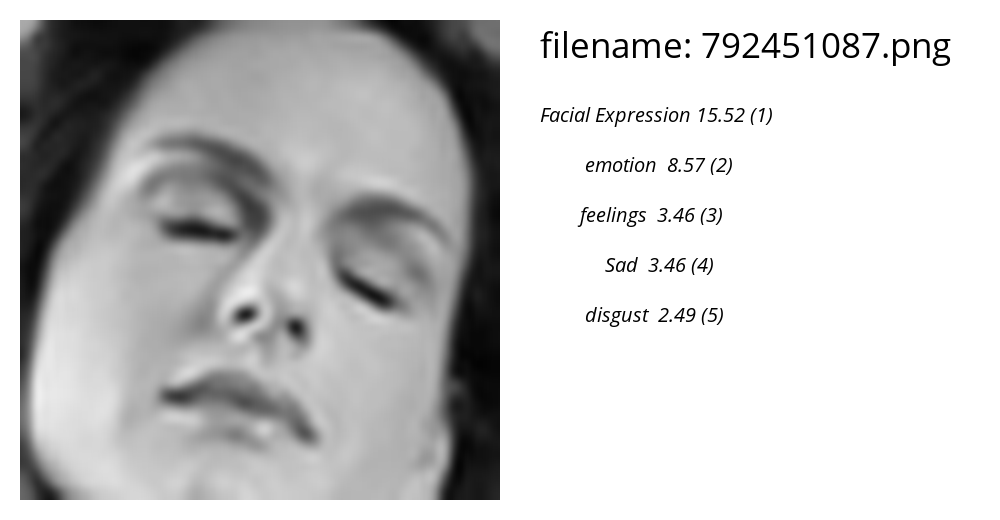 filename: 792451087.png
Facial Expression 15.52 (1)
emotion 8.57 (2)
feelings 3.46 (3)
Sad 3.46 (4)
disgust 2.49 (5)